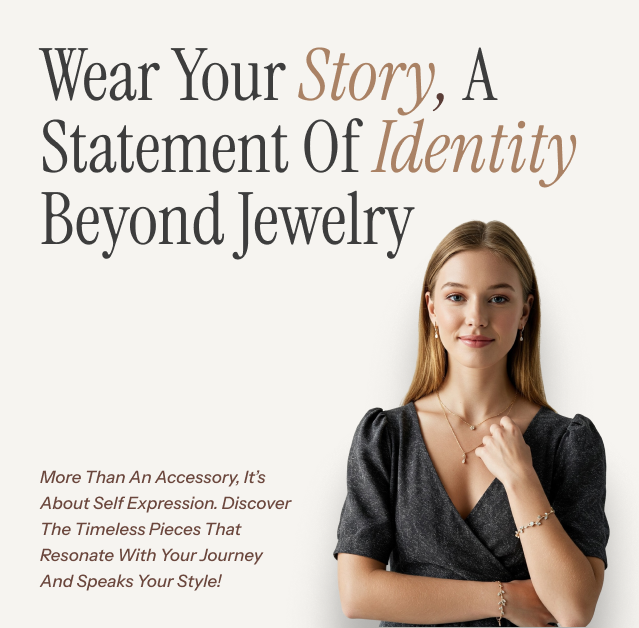 Wear Your Story, A
Statement Of Identity
Beyond Jewelry
More Than An Accessory, It's
About Self Expression. Discover
The Timeless Pieces That
Resonate With Your Journey
And Speaks Your Style!